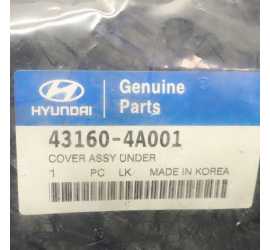 HYUNDAI
Genuine
Parts
43160-4A001
COVER ASSY UNDER
1 PC LK MADE IN KOREA